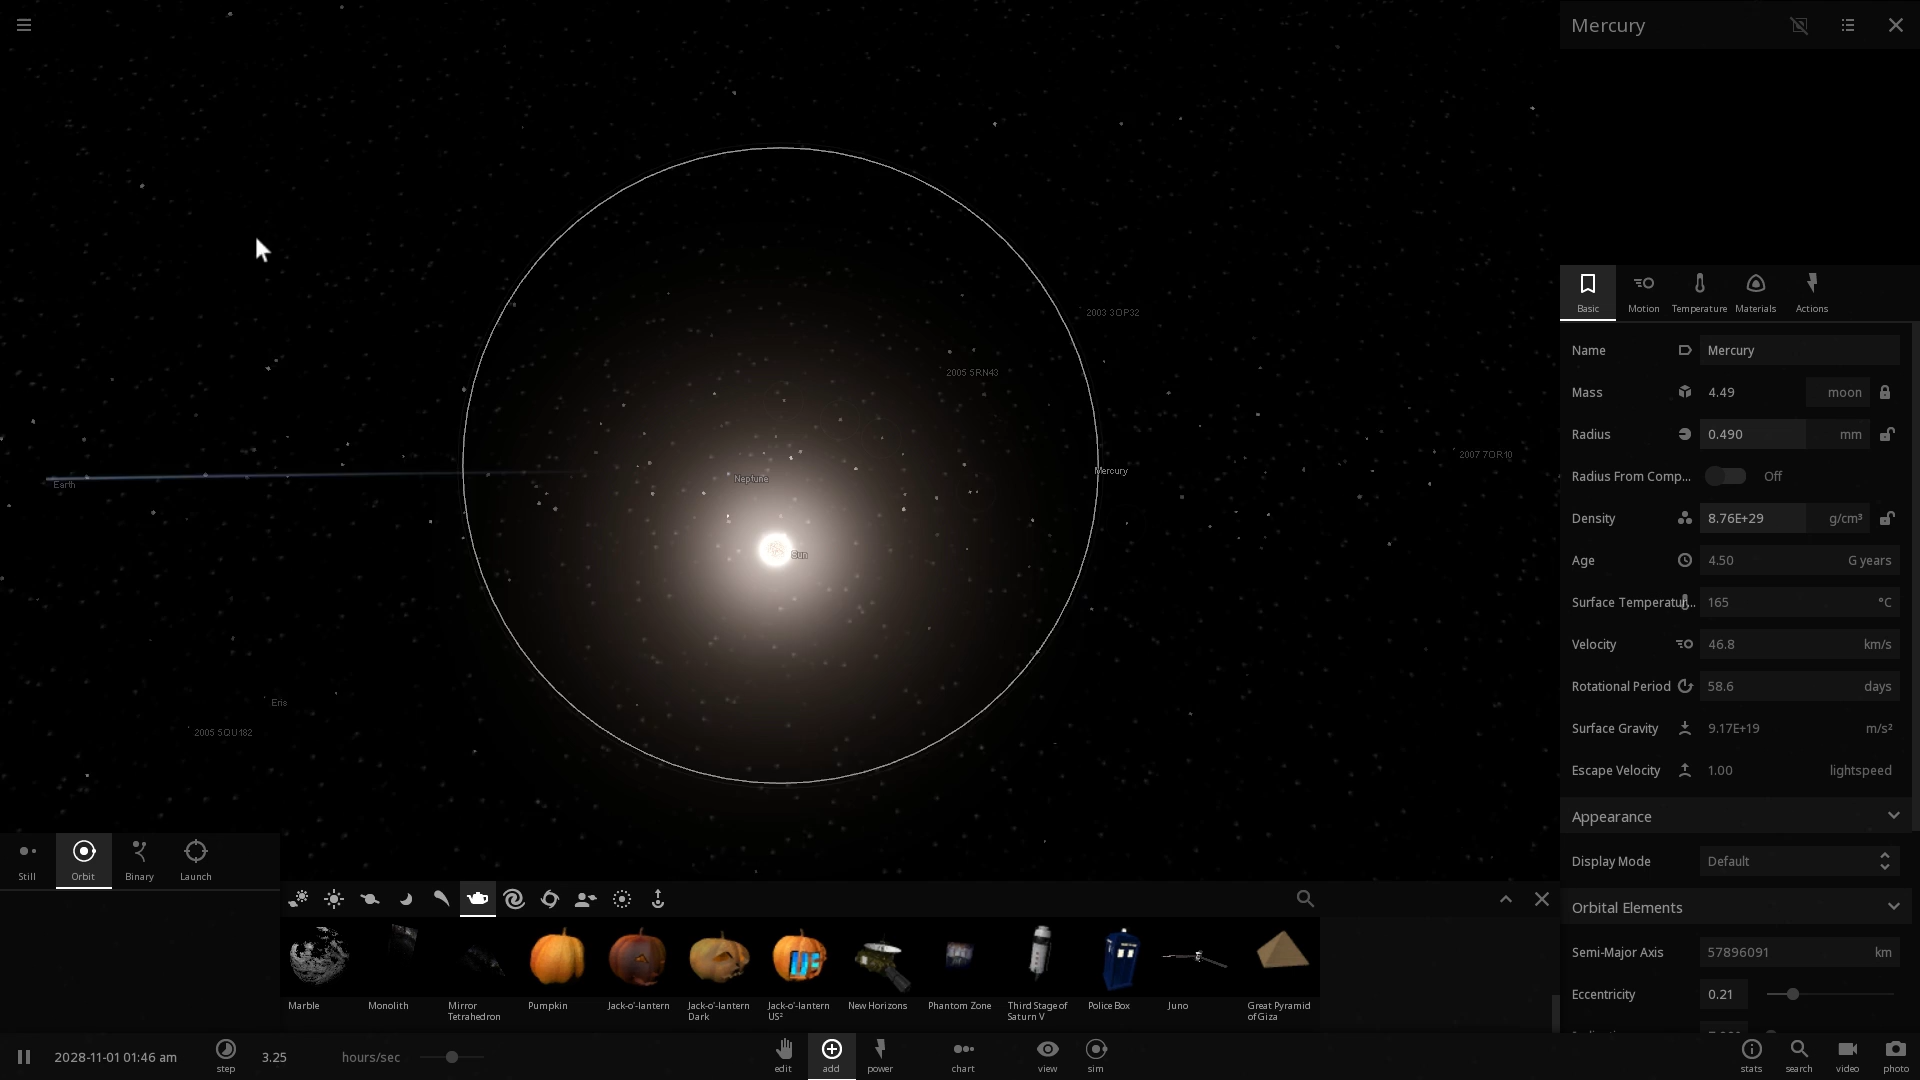 Mercury
2003 3OP32
2005 5RN43
2007 7OR10
Mercury
Neptune
Earth
Sun
Eris
2005 5QU182
Basic
Motion
Temperature
Materials
Actions
Name Mercury
Mass 4.49 moon
Radius 0.490 mm
Radius From Comp... Off
Density 8.76E+29 g/cm³
Age 4.50 G years
Surface Temperatur... 165 °C
Velocity 46.8 km/s
Rotational Period 58.6 days
Surface Gravity 9.17E+19 m/s²
Escape Velocity 1.00 lightspeed
Appearance
Display Mode Default
Orbital Elements
Semi-Major Axis 57896091 km
Eccentricity 0.21
Still
Orbit
Binary
Launch
Marble
Monolith
Mirror
Tetrahedron
Pumpkin
Jack-o'-lantern
Jack-o'-lantern
Dark
Jack-o'-lantern
US²
New Horizons
Phantom Zone
Third Stage of
Saturn V
Police Box
Juno
Great Pyramid
of Giza
2028-11-01 01:46 am
step
3.25 hours/sec
edit
add
power
chart
view
sim
stats
search
video
photo